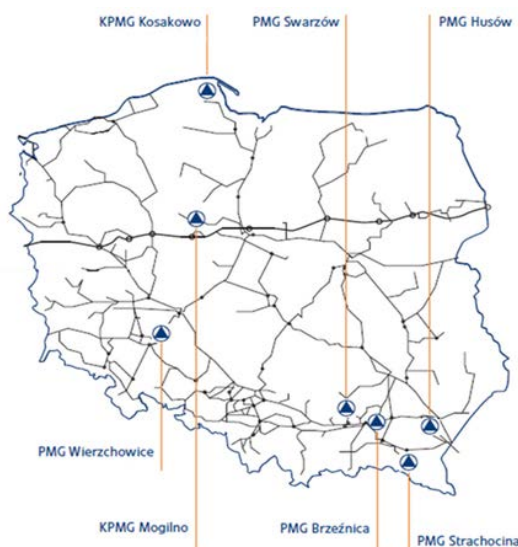 KPMG Kosakowo
PMG Swarzów
PMG Husów
PMG Wierzchowice
KPMG Mogilno
PMG Brzeźnica
PMG Strachocina